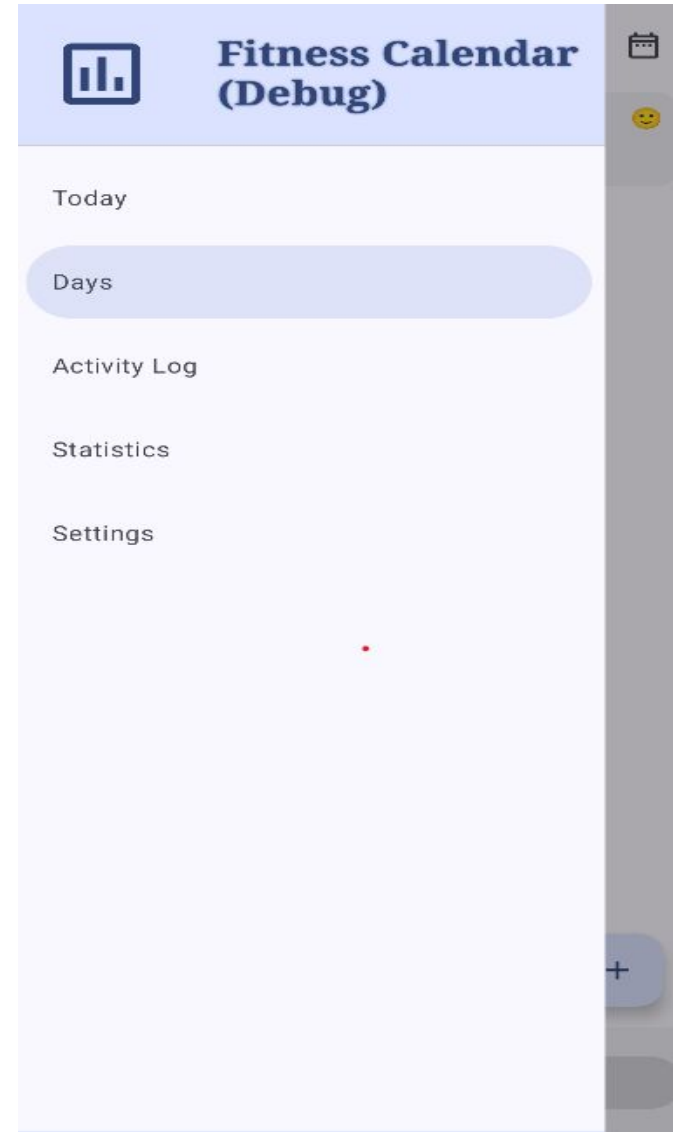 Fitness Calendar
(Debug)
Today
Days
Activity Log
Statistics
Settings